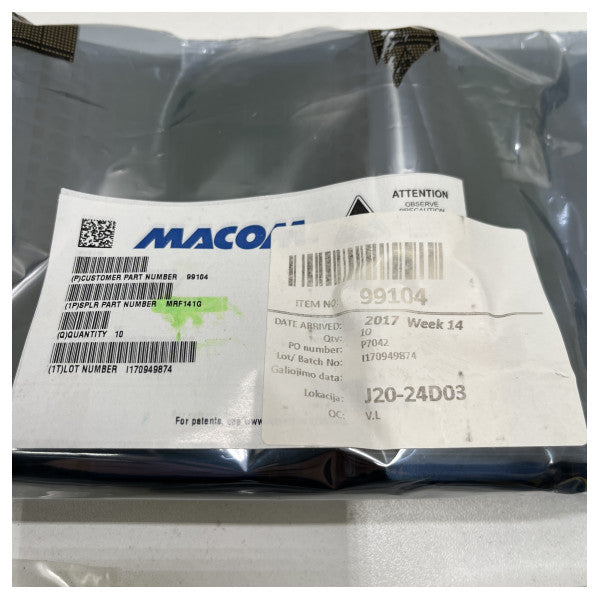 MACOM
ATTENTION
OBSERVE
PRECAUTION
(P)CUSTOMER PART NUMBER 99104
(1P)SPLR PART NUMBER MRF141G
(Q)QUANTITY 10
(1T)LOT NUMBER I170949874
For patents, see www.
ITEM NO: 99104
DATE ARRIVED: 2017 Week 14
Qty: 10
PO number: P7042
Lot/ Batch No: I170949874
Galiojimo data:
Lokacija: J20-24D03
QC: V.L